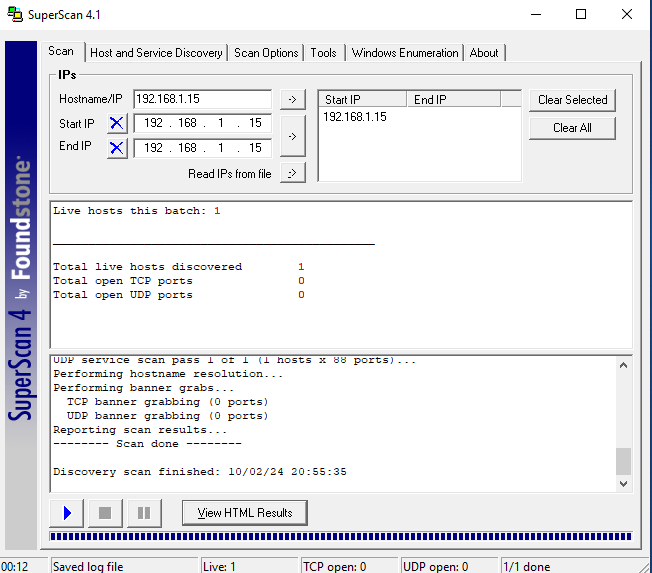 SuperScan 4.1
Scan Host and Service Discovery Scan Options Tools Windows Enumeration About
IPs
Hostname/IP 192.168.1.15 -> Start IP End IP Clear Selected
Start IP X 192 . 168 . 1 . 15 -> 192.168.1.15 Clear All
End IP X 192 . 168 . 1 . 15
Read IPs from file ->
SuperScan 4 by Foundstone
Live hosts this batch: 1
Total live hosts discovered 1
Total open TCP ports 0
Total open UDP ports 0
UDP service scan pass 1 of 1 (1 hosts x 88 ports)...
Performing hostname resolution...
Performing banner grabs...
TCP banner grabbing (0 ports)
UDP banner grabbing (0 ports)
Reporting scan results...
-------- Scan done --------
Discovery scan finished: 10/02/24 20:55:35
View HTML Results
00:12 Saved log file Live: 1 TCP open: 0 UDP open: 0 1/1 done